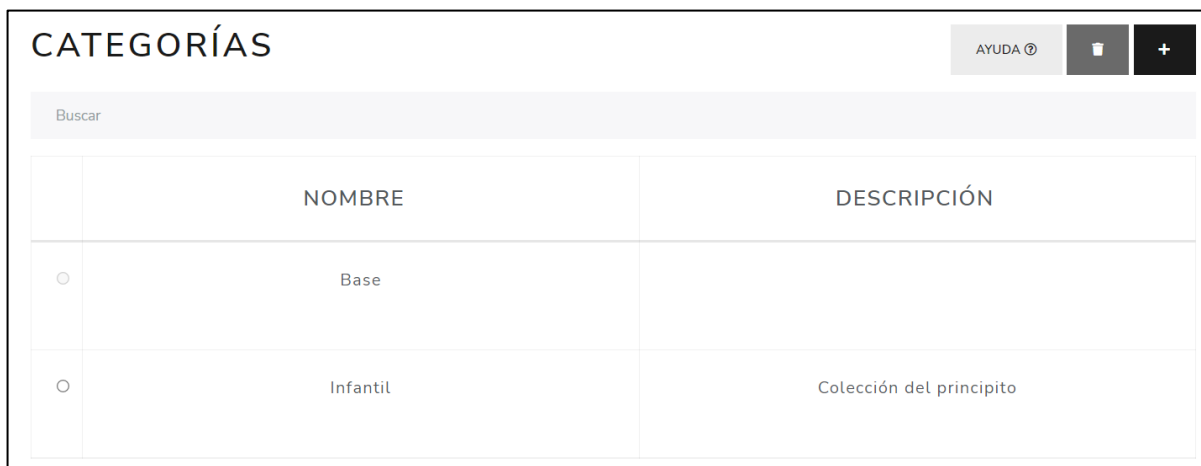 CATEGORÍAS
AYUDA
Buscar
NOMBRE DESCRIPCIÓN
Base
Infantil Colección del principito